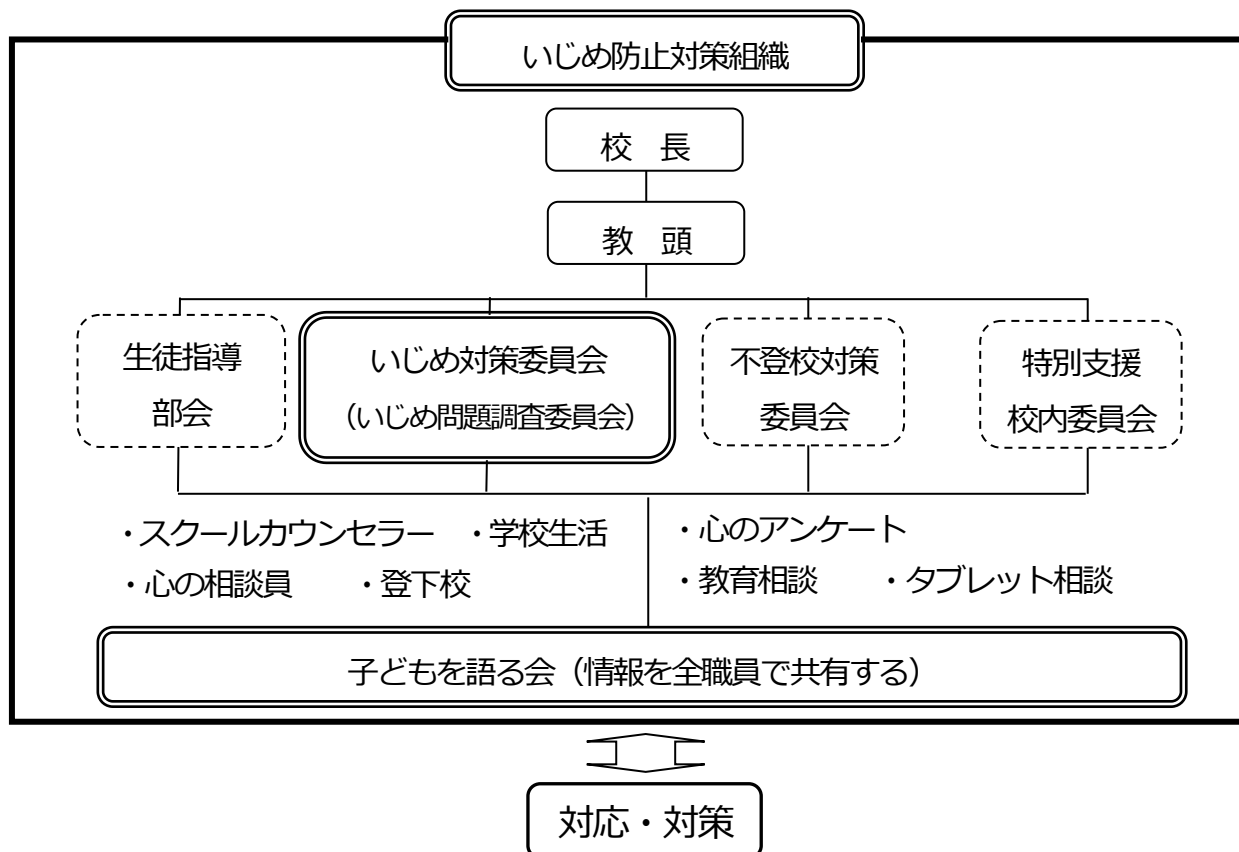 いじめ防止対策組織
校　長
教　頭
生徒指導
部会
いじめ対策委員会
（いじめ問題調査委員会）
不登校対策
委員会
特別支援
校内委員会
・スクールカウンセラー　・学校生活
・心の相談員　・登下校
・心のアンケート
・教育相談　・タブレット相談
子どもを語る会（情報を全職員で共有する）
対応・対策